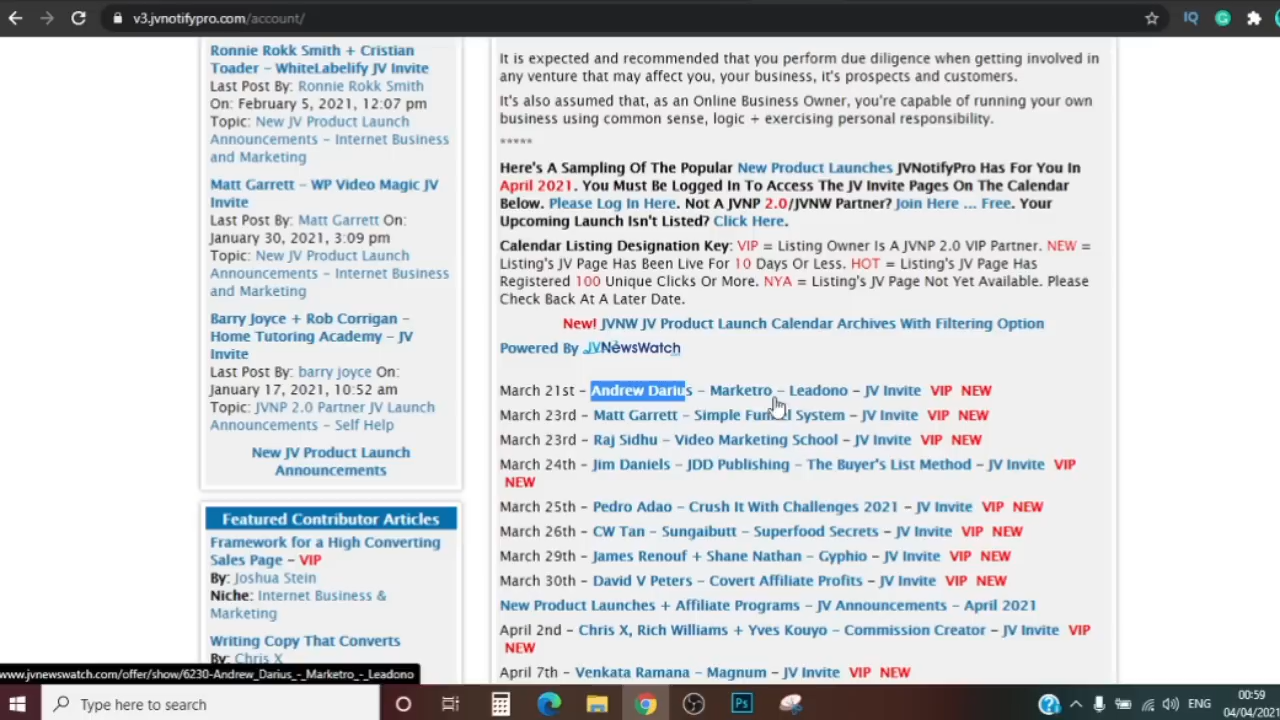 v3.jvnotifypro.com/account/
Ronnie Rokk Smith + Cristian
Toader – WhiteLabelify JV Invite
Last Post By: Ronnie Rokk Smith
On: February 5, 2021, 12:07 pm
Topic: New JV Product Launch
Announcements – Internet Business
and Marketing
Matt Garrett – WP Video Magic JV
Invite
Last Post By: Matt Garrett On:
January 30, 2021, 3:09 pm
Topic: New JV Product Launch
Announcements – Internet Business
and Marketing
Barry Joyce + Rob Corrigan –
Home Tutoring Academy – JV
Invite
Last Post By: barry joyce On:
January 17, 2021, 10:52 am
Topic: JVNP 2.0 Partner JV Launch
Announcements – Self Help
New JV Product Launch
Announcements
Featured Contributor Articles
Framework for a High Converting
Sales Page – VIP
By: Joshua Stein
Niche: Internet Business &
Marketing
Writing Copy That Converts
By: Chris X
It is expected and recommended that you perform due diligence when getting involved in
any venture that may affect you, your business, it's prospects and customers.
It's also assumed that, as an Online Business Owner, you're capable of running your own
business using common sense, logic + exercising personal responsibility.
*****
Here's A Sampling Of The Popular New Product Launches JVNotifyPro Has For You In
April 2021. You Must Be Logged In To Access The JV Invite Pages On The Calendar
Below. Please Log In Here. Not A JVNP 2.0/JVNW Partner? Join Here ... Free. Your
Upcoming Launch Isn't Listed? Click Here.
Calendar Listing Designation Key: VIP = Listing Owner Is A JVNP 2.0 VIP Partner. NEW =
Listing's JV Page Has Been Live For 10 Days Or Less. HOT = Listing's JV Page Has
Registered 100 Unique Clicks Or More. NYA = Listing's JV Page Not Yet Available. Please
Check Back At A Later Date.
New! JVNW JV Product Launch Calendar Archives With Filtering Option
Powered By JVNewsWatch
March 21st – Andrew Darius – Marketro – Leadono – JV Invite VIP NEW
March 23rd – Matt Garrett – Simple Funnel System – JV Invite VIP NEW
March 23rd – Raj Sidhu – Video Marketing School – JV Invite VIP NEW
March 24th – Jim Daniels – JDD Publishing – The Buyer's List Method – JV Invite VIP
NEW
March 25th – Pedro Adao – Crush It With Challenges 2021 – JV Invite VIP NEW
March 26th – CW Tan – Sungaibutt – Superfood Secrets – JV Invite VIP NEW
March 29th – James Renouf + Shane Nathan – Gyphio – JV Invite VIP NEW
March 30th – David V Peters – Covert Affiliate Profits – JV Invite VIP NEW
New Product Launches + Affiliate Programs – JV Announcements – April 2021
April 2nd – Chris X, Rich Williams + Yves Kouyo – Commission Creator – JV Invite VIP
NEW
April 7th – Venkata Ramana – Magnum – JV Invite VIP NEW
www.jvnewswatch.com/offer/show/6230-Andrew_Darius_-_Marketro_-_Leadono
Type here to search
ENG
00:59
04/04/2021